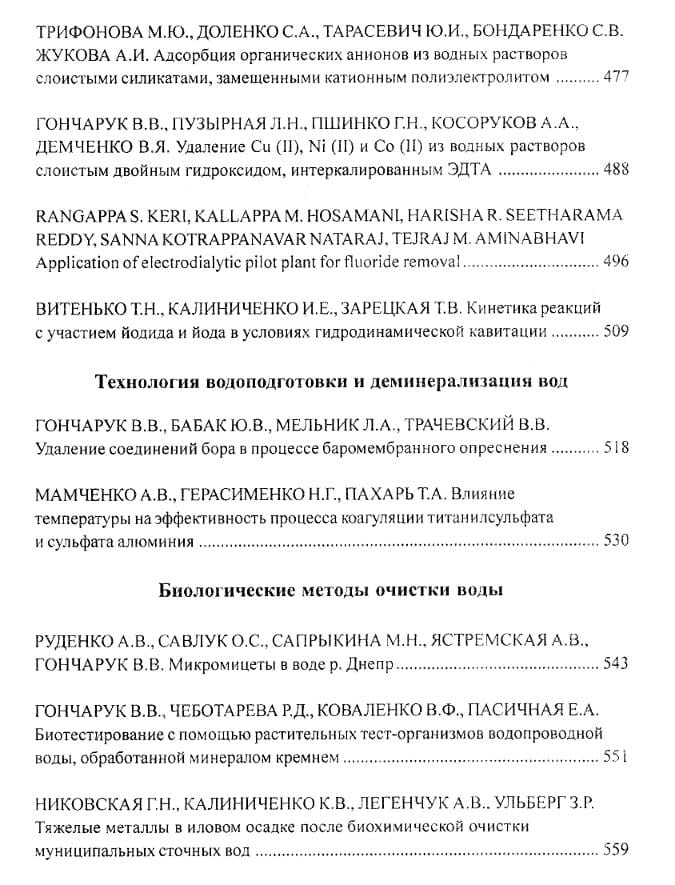 ТРИФОНОВА М.Ю., ДОЛЕНКО С.А., ТАРАСЕВИЧ Ю.И., БОНДАРЕНКО С.В.
ЖУКОВА А.И. Адсорбция органических анионов из водных растворов
слоистыми силикатами, замещенными катионным полиэлектролитом .......... 477
ГОНЧАРУК В.В., ПУЗЫРНАЯ Л.Н., ПШИНКО Г.Н., КОСОРУКОВ А.А.,
ДЕМЧЕНКО В.Я. Удаление Cu (II), Ni (II) и Co (II) из водных растворов
слоистым двойным гидроксидом, интеркалированным ЭДТА ..................... 488
RANGAPPA S. KERI, KALLAPPA M. HOSAMANI, HARISHA R. SEETHARAMA
REDDY, SANNA KOTRAPPANAVAR NATARAJ, TEJRAJ M. AMINABHAVI
Application of electrodialytic pilot plant for fluoride removal............................. 496
ВИТЕНЬКО Т.Н., КАЛИНИЧЕНКО И.Е., ЗАРЕЦКАЯ Т.В. Кинетика реакций
с участием йодида и йода в условиях гидродинамической кавитации ........... 509
Технология водоподготовки и деминерализация вод
ГОНЧАРУК В.В., БАБАК Ю.В., МЕЛЬНИК Л.А., ТРАЧЕВСКИЙ В.В.
Удаление соединений бора в процессе баромембранного опреснения ........... 518
МАМЧЕНКО А.В., ГЕРАСИМЕНКО Н.Г., ПАХАРЬ Т.А. Влияние
температуры на эффективность процесса коагуляции титанилсульфата
и сульфата алюминия .................................................................................. 530
Биологические методы очистки воды
РУДЕНКО А.В., САВЛУК О.С., САПРЫКИНА М.Н., ЯСТРЕМСКАЯ А.В.,
ГОНЧАРУК В.В. Микромицеты в воде р. Днепр.......................................... 543
ГОНЧАРУК В.В., ЧЕБОТАРЕВА Р.Д., КОВАЛЕНКО В.Ф., ПАСИЧНАЯ Е.А.
Биотестирование с помощью растительных тест-организмов водопроводной
воды, обработанной минералом кремнем..................................................... 551
НИКОВСКАЯ Г.Н., КАЛИНИЧЕНКО К.В., ЛЕГЕНЧУК А.В., УЛЬБЕРГ З.Р.
Тяжелые металлы в иловом осадке после биохимической очистки
муниципальных сточных вод ...................................................................... 559